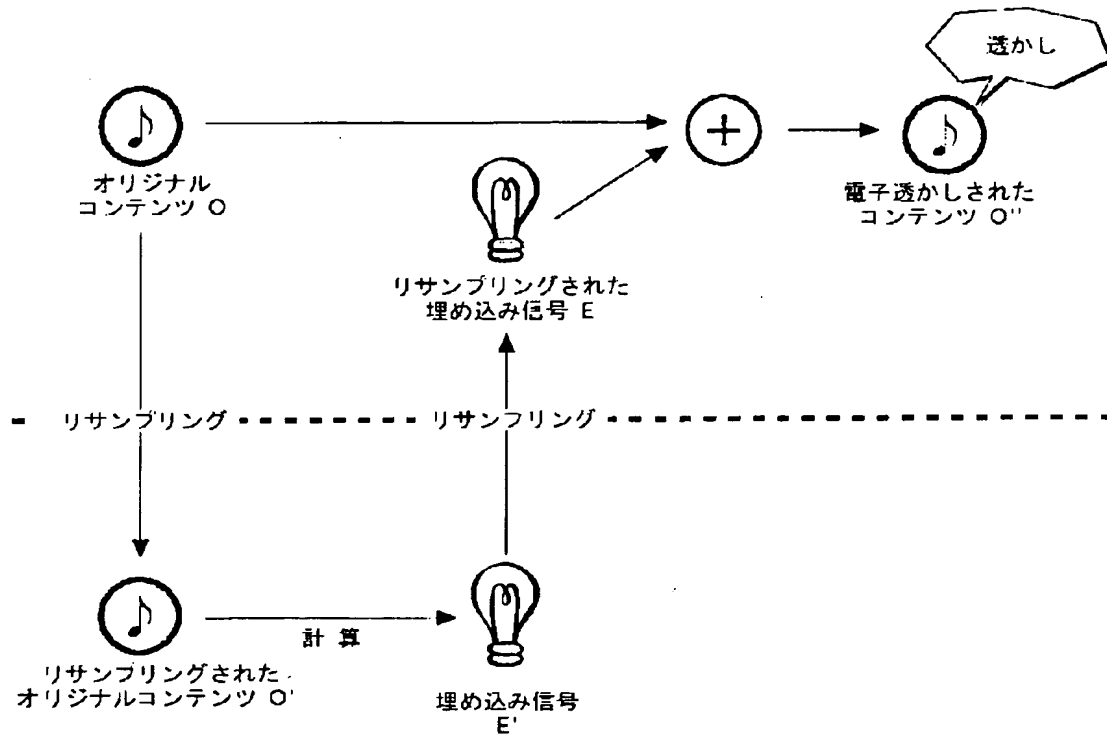 透かし
オリジナル
コンテンツ O
電子透かしされた
コンテンツ O''
リサンプリングされた
埋め込み信号 E
リサンプリング
リサンフリング
計算
リサンプリングされた
オリジナルコンテンツ O'
埋め込み信号
E'